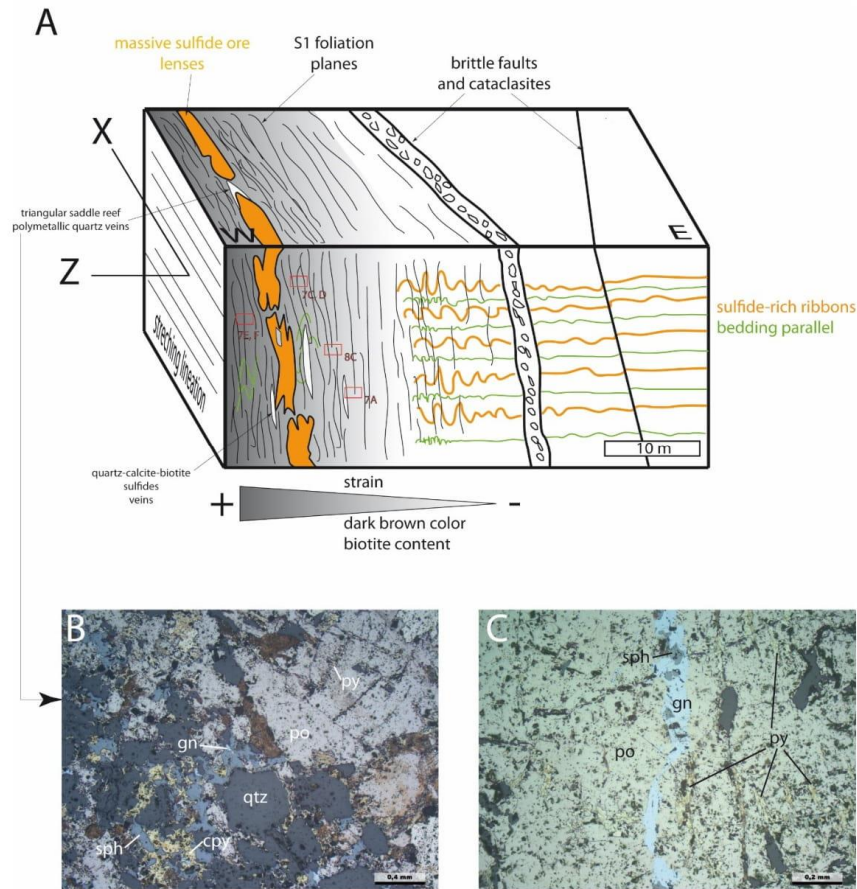 A
massive sulfide ore
lenses
S1 foliation
planes
brittle faults
and cataclasites
X
triangular saddle reef
polymetallic quartz veins
Z
W
E
streching lineation
7C, D
7E, F
8C
7A
sulfide-rich ribbons
bedding parallel
10 m
quartz-calcite-biotite
sulfides
veins
+
strain
-
dark brown color
biotite content
B
py
po
gn
qtz
sph
cpy
0,4 mm
C
sph
gn
po
py
0,2 mm